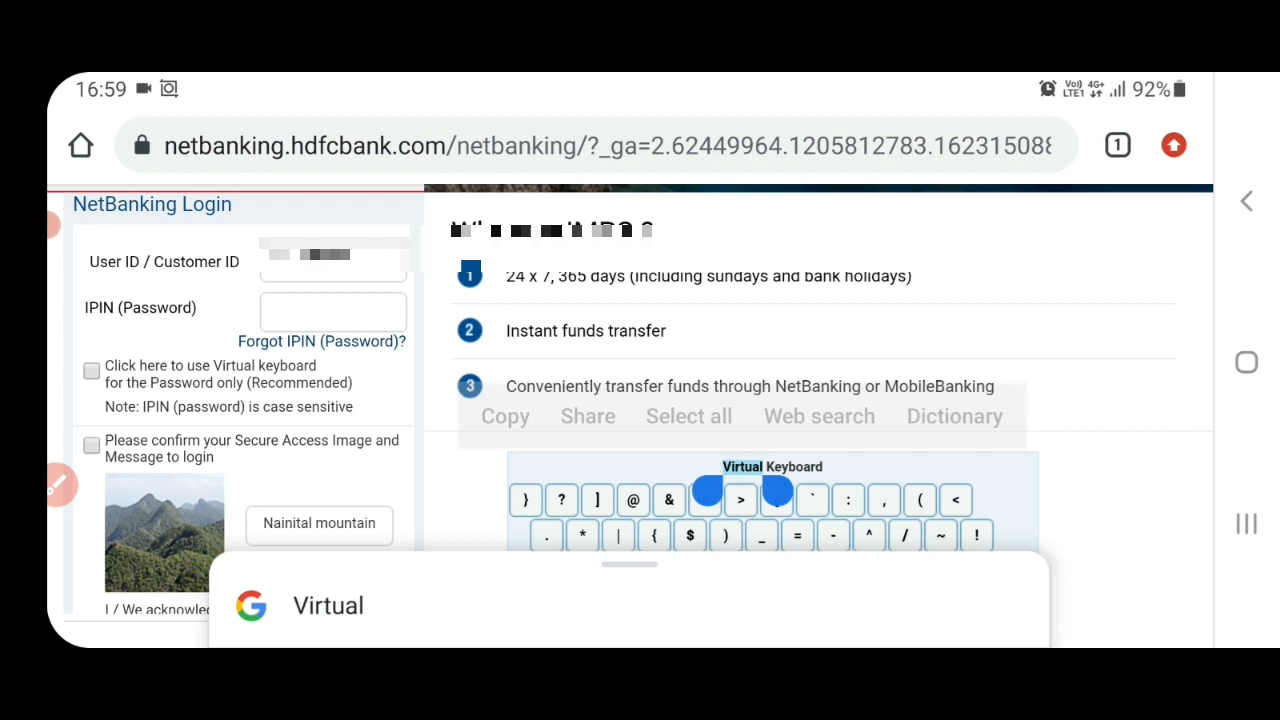 16:59 Vo)) LTE1 4G+ 92%
netbanking.hdfcbank.com/netbanking/?_ga=2.62449964.1205812783.16231508 1
NetBanking Login
User ID / Customer ID
IPIN (Password)
Forgot IPIN (Password)?
Click here to use Virtual keyboard
for the Password only (Recommended)
Note: IPIN (password) is case sensitive
Please confirm your Secure Access Image and
Message to login
Nainital mountain
I / We
1 24 x 7, 365 days (including sundays and bank holidays)
2 Instant funds transfer
3 Conveniently transfer funds through NetBanking or MobileBanking
Copy Share Select all Web search Dictionary
Virtual Keyboard
} ? ] @ & > ` : , ( <
. * | { $ ) _ = - ^ / ~ !
G Virtual